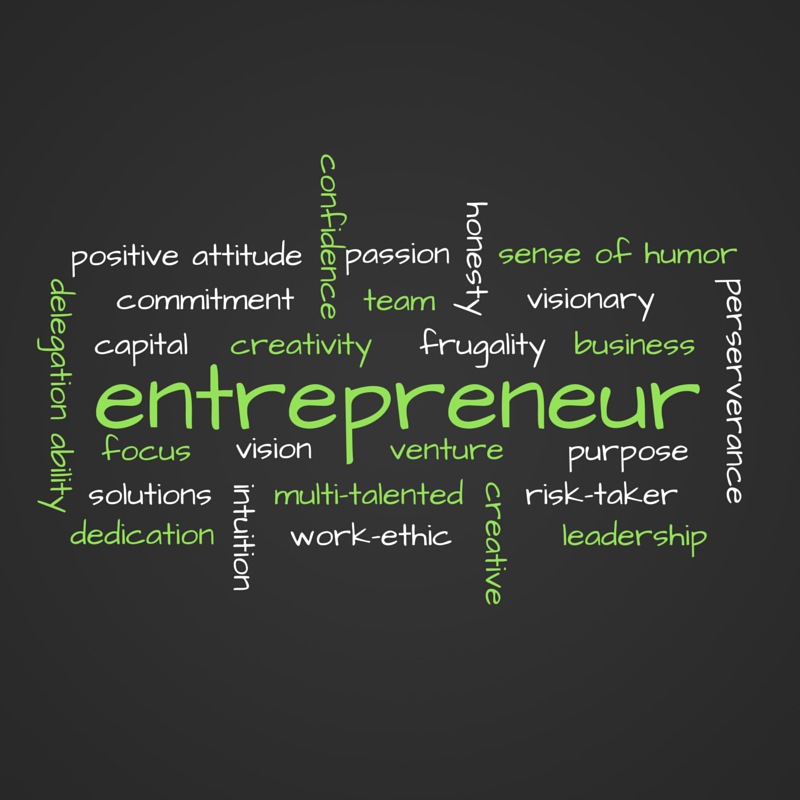 confidence
honesty
positive attitude
passion
sense of humor
delegation ability
commitment
team
visionary
perserverance
capital
creativity
frugality
business
entrepreneur
focus
vision
venture
purpose
solutions
intuition
multi-talented
creative
risk-taker
dedication
work-ethic
leadership